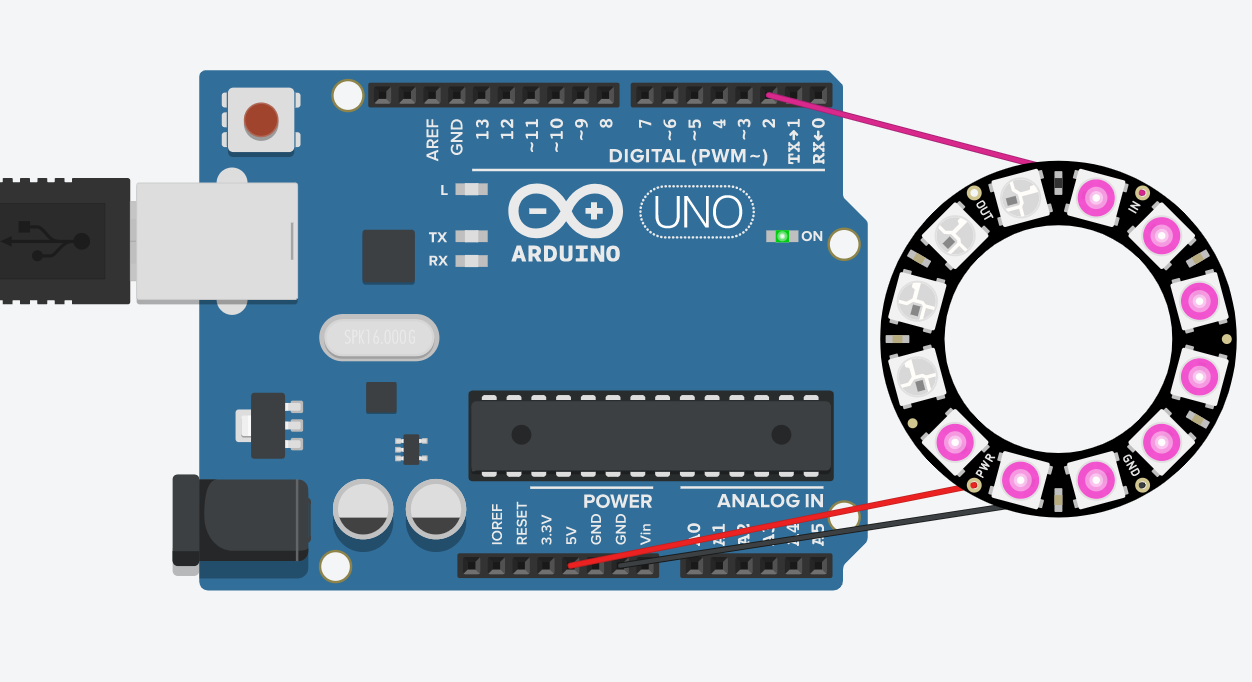 AREF
GND
13
12
~11
~10
~9
8
7
~6
~5
4
~3
2
TX→1
RX←0
DIGITAL (PWM~)
L
TX
RX
UNO
ARDUINO
ON
OUT
IN
SPK16.000G
PWR
GND
POWER
ANALOG IN
IOREF
RESET
3.3V
5V
GND
GND
Vin
A0
A1
A2
A3
A4
A5